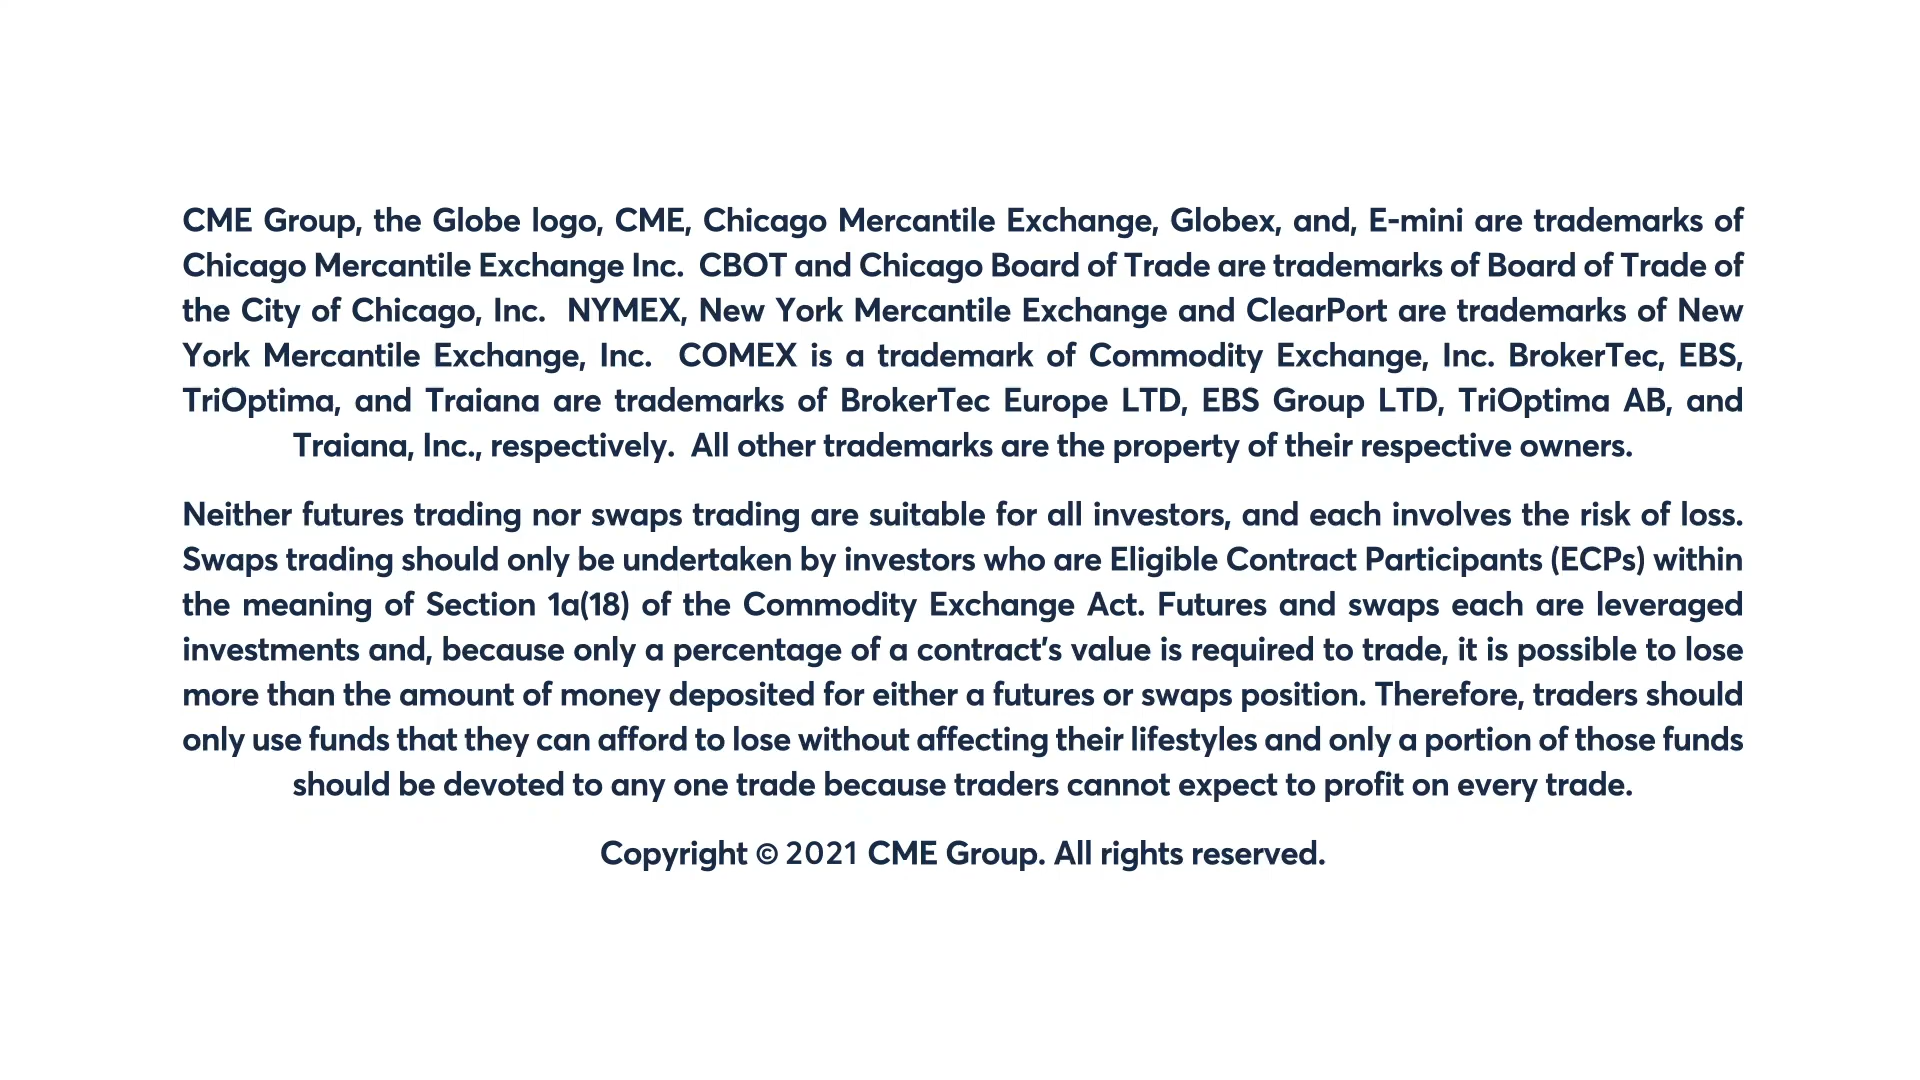 CME Group, the Globe logo, CME, Chicago Mercantile Exchange, Globex, and, E-mini are trademarks of
Chicago Mercantile Exchange Inc.  CBOT and Chicago Board of Trade are trademarks of Board of Trade of
the City of Chicago, Inc.  NYMEX, New York Mercantile Exchange and ClearPort are trademarks of New
York Mercantile Exchange, Inc.  COMEX is a trademark of Commodity Exchange, Inc. BrokerTec, EBS,
TriOptima, and Traiana are trademarks of BrokerTec Europe LTD, EBS Group LTD, TriOptima AB, and
Traiana, Inc., respectively.  All other trademarks are the property of their respective owners.
Neither futures trading nor swaps trading are suitable for all investors, and each involves the risk of loss.
Swaps trading should only be undertaken by investors who are Eligible Contract Participants (ECPs) within
the meaning of Section 1a(18) of the Commodity Exchange Act. Futures and swaps each are leveraged
investments and, because only a percentage of a contract’s value is required to trade, it is possible to lose
more than the amount of money deposited for either a futures or swaps position. Therefore, traders should
only use funds that they can afford to lose without affecting their lifestyles and only a portion of those funds
should be devoted to any one trade because traders cannot expect to profit on every trade.
Copyright © 2021 CME Group. All rights reserved.